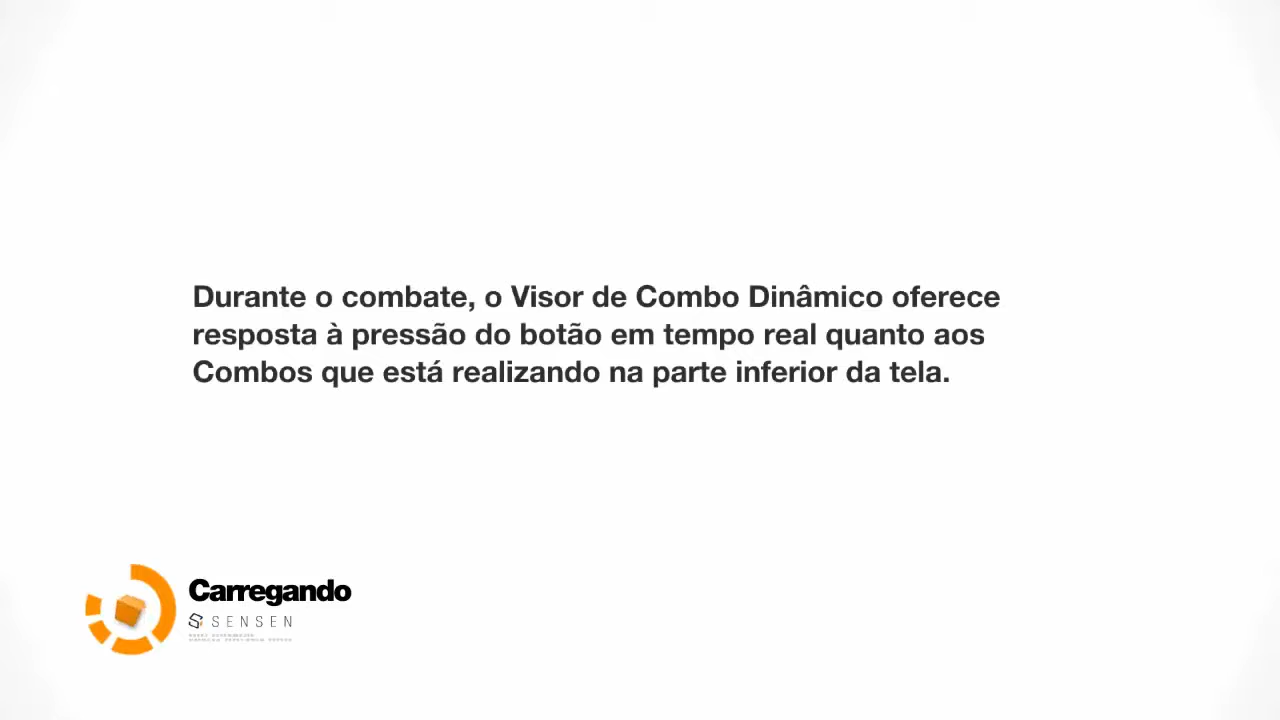 Durante o combate, o Visor de Combo Dinâmico oferece
resposta à pressão do botão em tempo real quanto aos
Combos que está realizando na parte inferior da tela.
Carregando
SENSEN